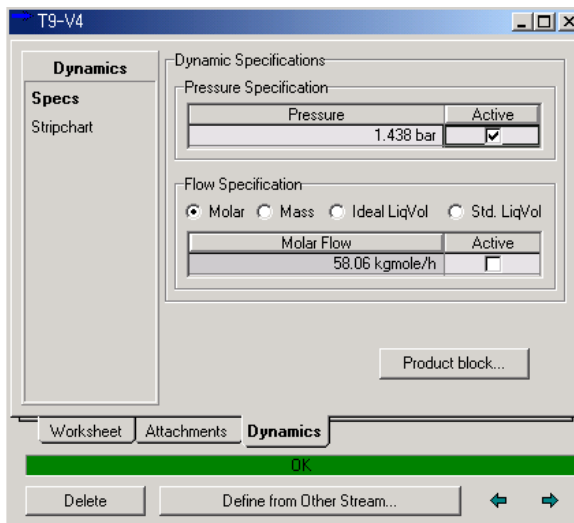 T9-V4
Dynamics
Specs
Stripchart
Dynamic Specifications
Pressure Specification
Pressure Active
1.438 bar
Flow Specification
Molar Mass Ideal LiqVol Std. LiqVol
Molar Flow Active
58.06 kgmole/h
Product block...
Worksheet Attachments Dynamics
OK
Delete Define from Other Stream...